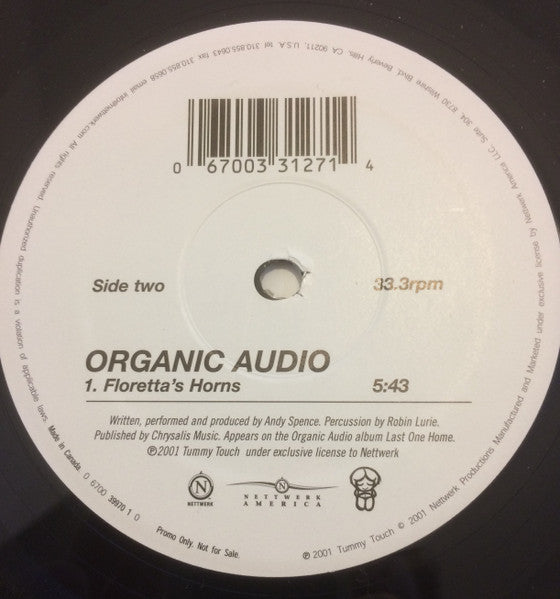 0 67003 31271 4
Side two 33.3rpm
ORGANIC AUDIO
1. Floretta's Horns 5:43
Written, performed and produced by Andy Spence. Percussion by Robin Lurie.
Published by Chrysalis Music. Appears on the Organic Audio album Last One Home.
℗2001 Tummy Touch under exclusive license to Nettwerk
N
NETTWERK
NETTWERK
AMERICA
Promo Only. Not for Sale.
℗ 2001 Tummy Touch © 2001 Nettwerk Productions Manufactured and Marketed under exclusive license by Nettwerk America LLC, Suite 304, 8730 Wilshire Blvd, Beverly Hills, CA 90211, U.S.A. tel 310.855.0643 fax 310.855.0658 email info@nettwerk.com All rights reserved. Unauthorized duplication is a violation of applicable laws. Made in Canada 0 6700 39970 1 0